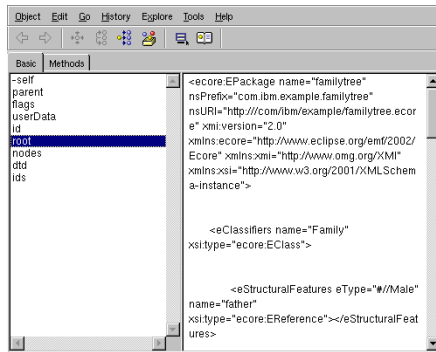 Object Edit Go History Explore Tools Help
Basic Methods
-self
parent
flags
userData
id
root
nodes
dtd
ids
<ecore:EPackage name="familytree"
nsPrefix="com.ibm.example.familytree"
nsURI="http:///com/ibm/example/familytree.ecor
e" xmi:version="2.0"
xmlns:ecore="http://www.eclipse.org/emf/2002/
Ecore" xmlns:xmi="http://www.omg.org/XMI"
xmlns:xsi="http://www.w3.org/2001/XMLSchem
a-instance">
<eClassifiers name="Family"
xsi:type="ecore:EClass">
<eStructuralFeatures eType="#//Male"
name="father"
xsi:type="ecore:EReference"></eStructuralFeat
ures>